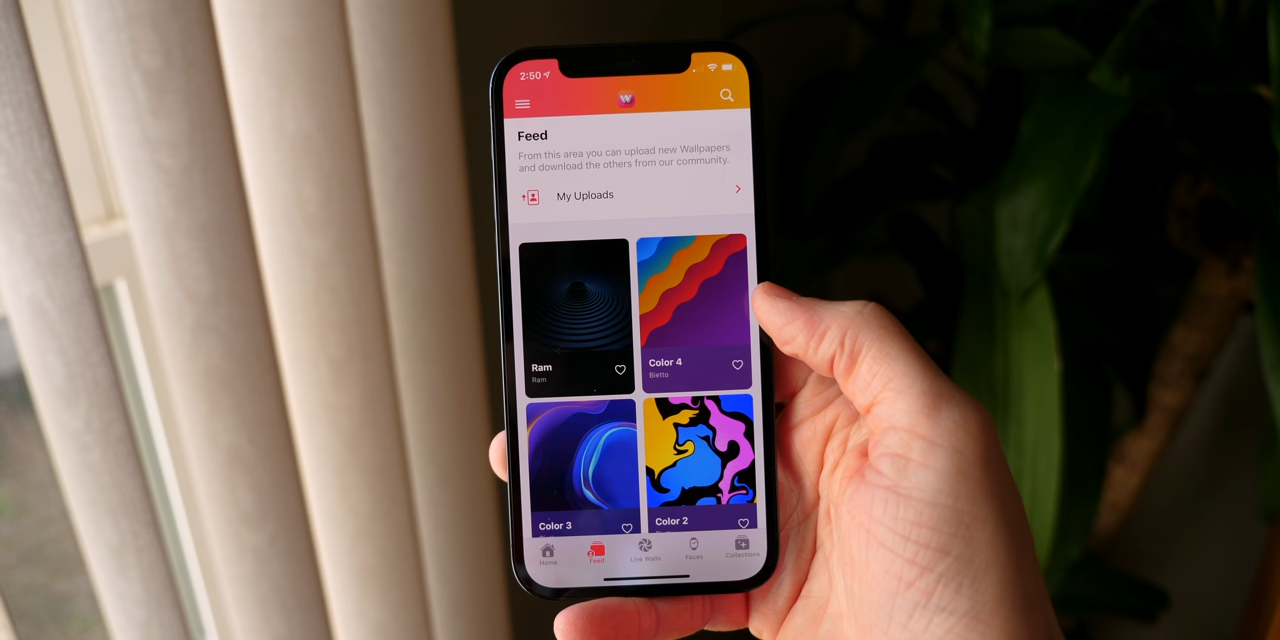 2:50
W
Feed
From this area you can upload new Wallpapers
and download the others from our community.
My Uploads
Ram
Ram
Color 4
Bietto
Color 3
Color 2
Home
Feed
Live Walls
Faces
Collections